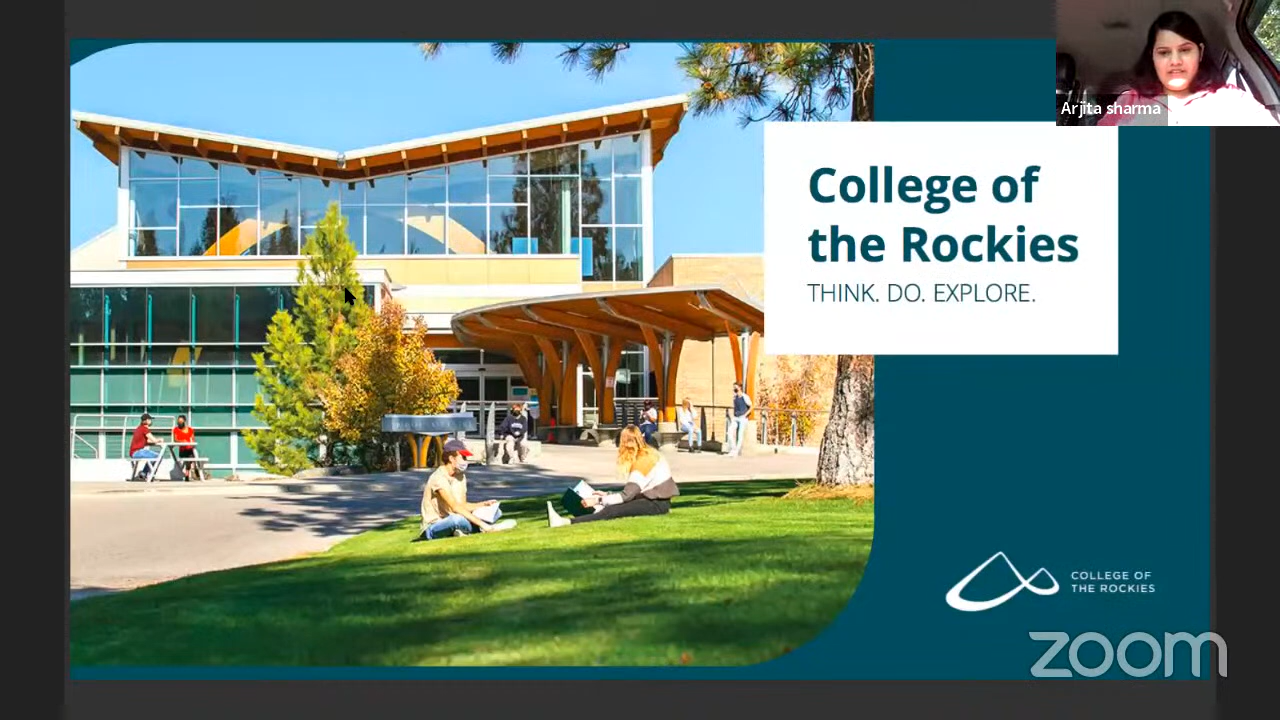 Arjita sharma
College of
the Rockies
THINK. DO. EXPLORE.
COLLEGE OF
THE ROCKIES
zoom